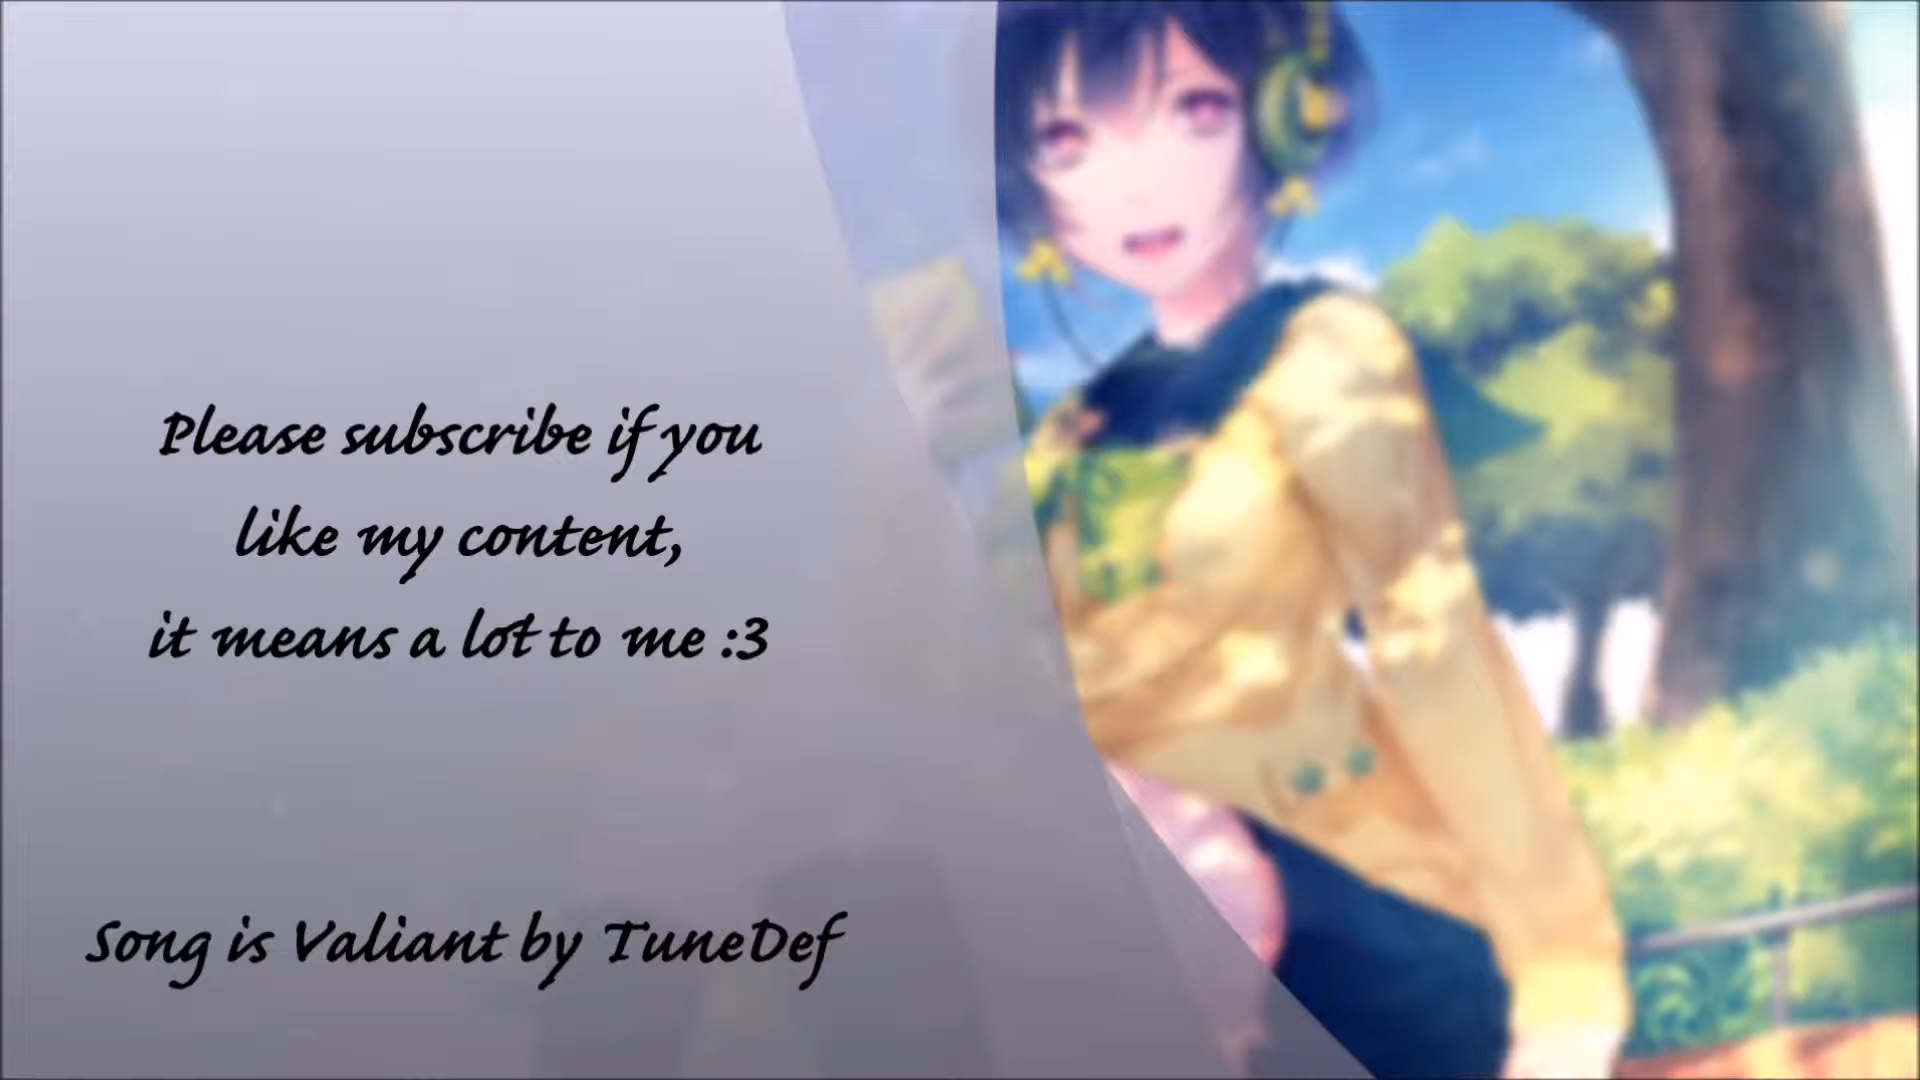 Please subscribe if you
like my content,
it means a lot to me :3
Song is Valiant by TuneDef